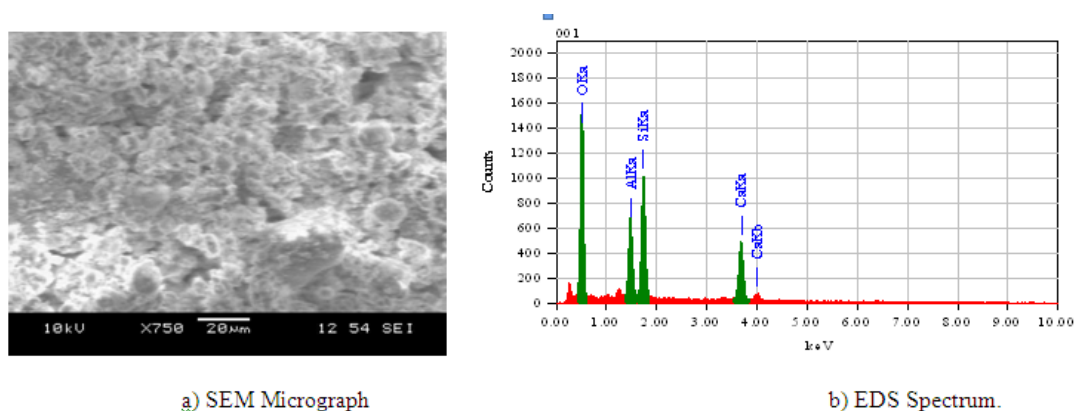 10kV X750 20µm 12 54 SEI
a) SEM Micrograph
001
2000
1800
1600
1400
1200
1000
800
600
400
200
0
Counts
OKa
AlKa
SiKa
CaKa
CaKb
0.00 1.00 2.00 3.00 4.00 5.00 6.00 7.00 8.00 9.00 10.00
keV
b) EDS Spectrum.